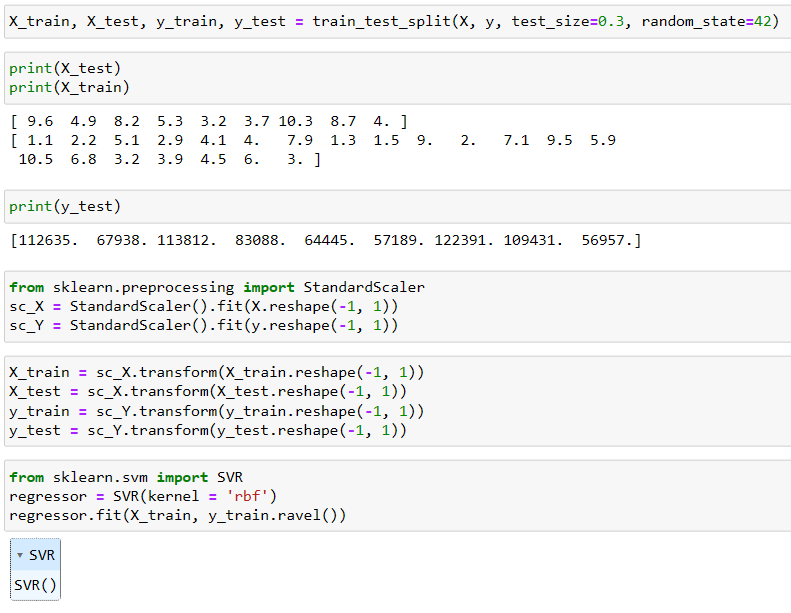 X_train, X_test, y_train, y_test = train_test_split(X, y, test_size=0.3, random_state=42)
print(X_test)
print(X_train)
[ 9.6  4.9  8.2  5.3  3.2  3.7 10.3  8.7  4. ]
[ 1.1  2.2  5.1  2.9  4.1  4.   7.9  1.3  1.5  9.   2.   7.1  9.5  5.9
 10.5  6.8  3.2  3.9  4.5  6.   3. ]
print(y_test)
[112635.  67938. 113812.  83088.  64445.  57189. 122391. 109431.  56957.]
from sklearn.preprocessing import StandardScaler
sc_X = StandardScaler().fit(X.reshape(-1, 1))
sc_Y = StandardScaler().fit(y.reshape(-1, 1))
X_train = sc_X.transform(X_train.reshape(-1, 1))
X_test = sc_X.transform(X_test.reshape(-1, 1))
y_train = sc_Y.transform(y_train.reshape(-1, 1))
y_test = sc_Y.transform(y_test.reshape(-1, 1))
from sklearn.svm import SVR
regressor = SVR(kernel = 'rbf')
regressor.fit(X_train, y_train.ravel())
▾ SVR
SVR()